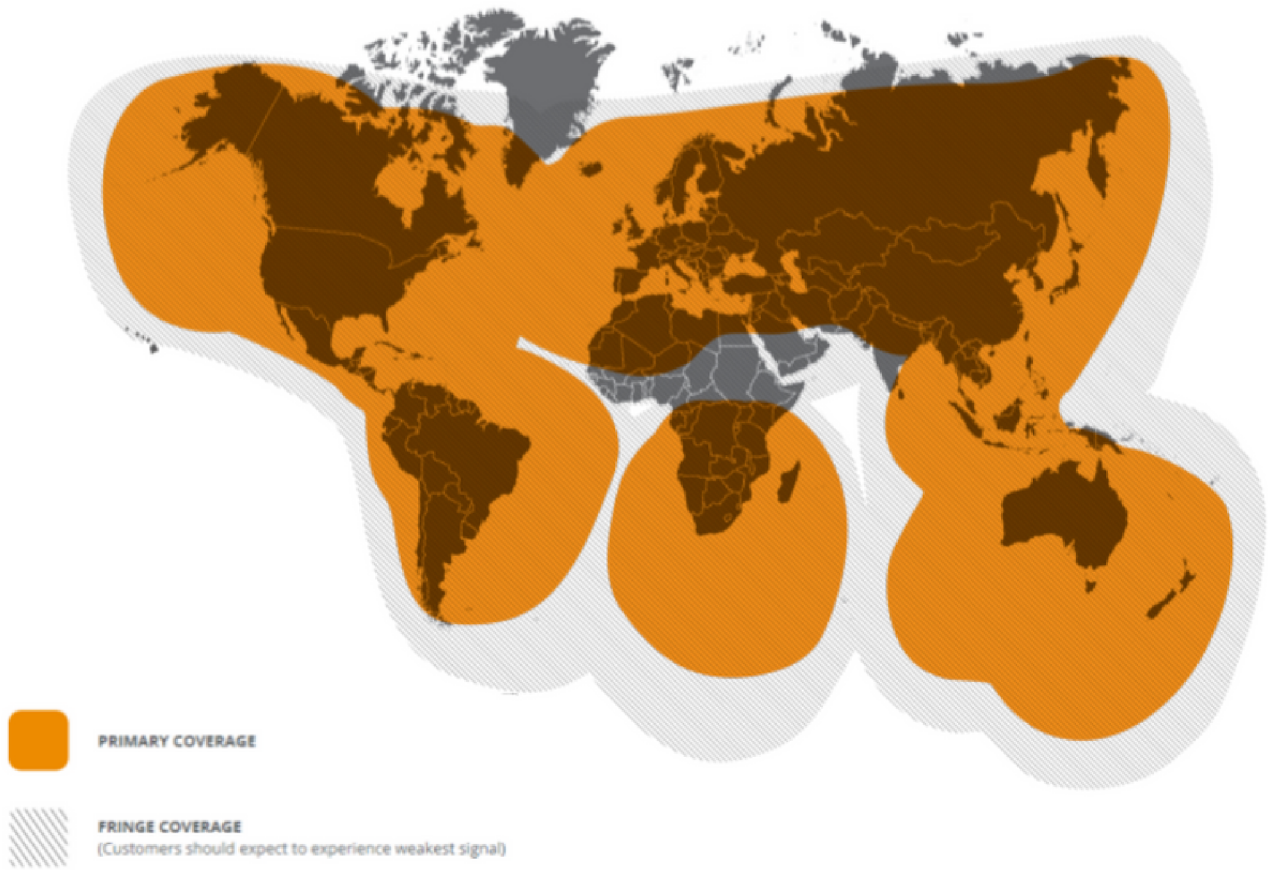 PRIMARY COVERAGE
FRINGE COVERAGE
(Customers should expect to experience weakest signal)